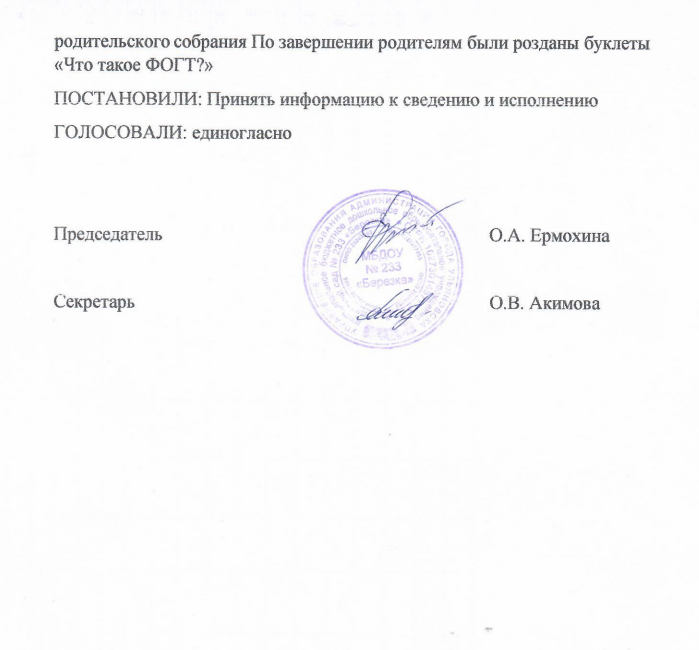 родительского собрания По завершении родителям были розданы буклеты
«Что такое ФОГТ?»
ПОСТАНОВИЛИ: Принять информацию к сведению и исполнению
ГОЛОСОВАЛИ: единогласно
Председатель
О.А. Ермохина
МБДОУ
№ 233
«Березка»
Секретарь
О.В. Акимова